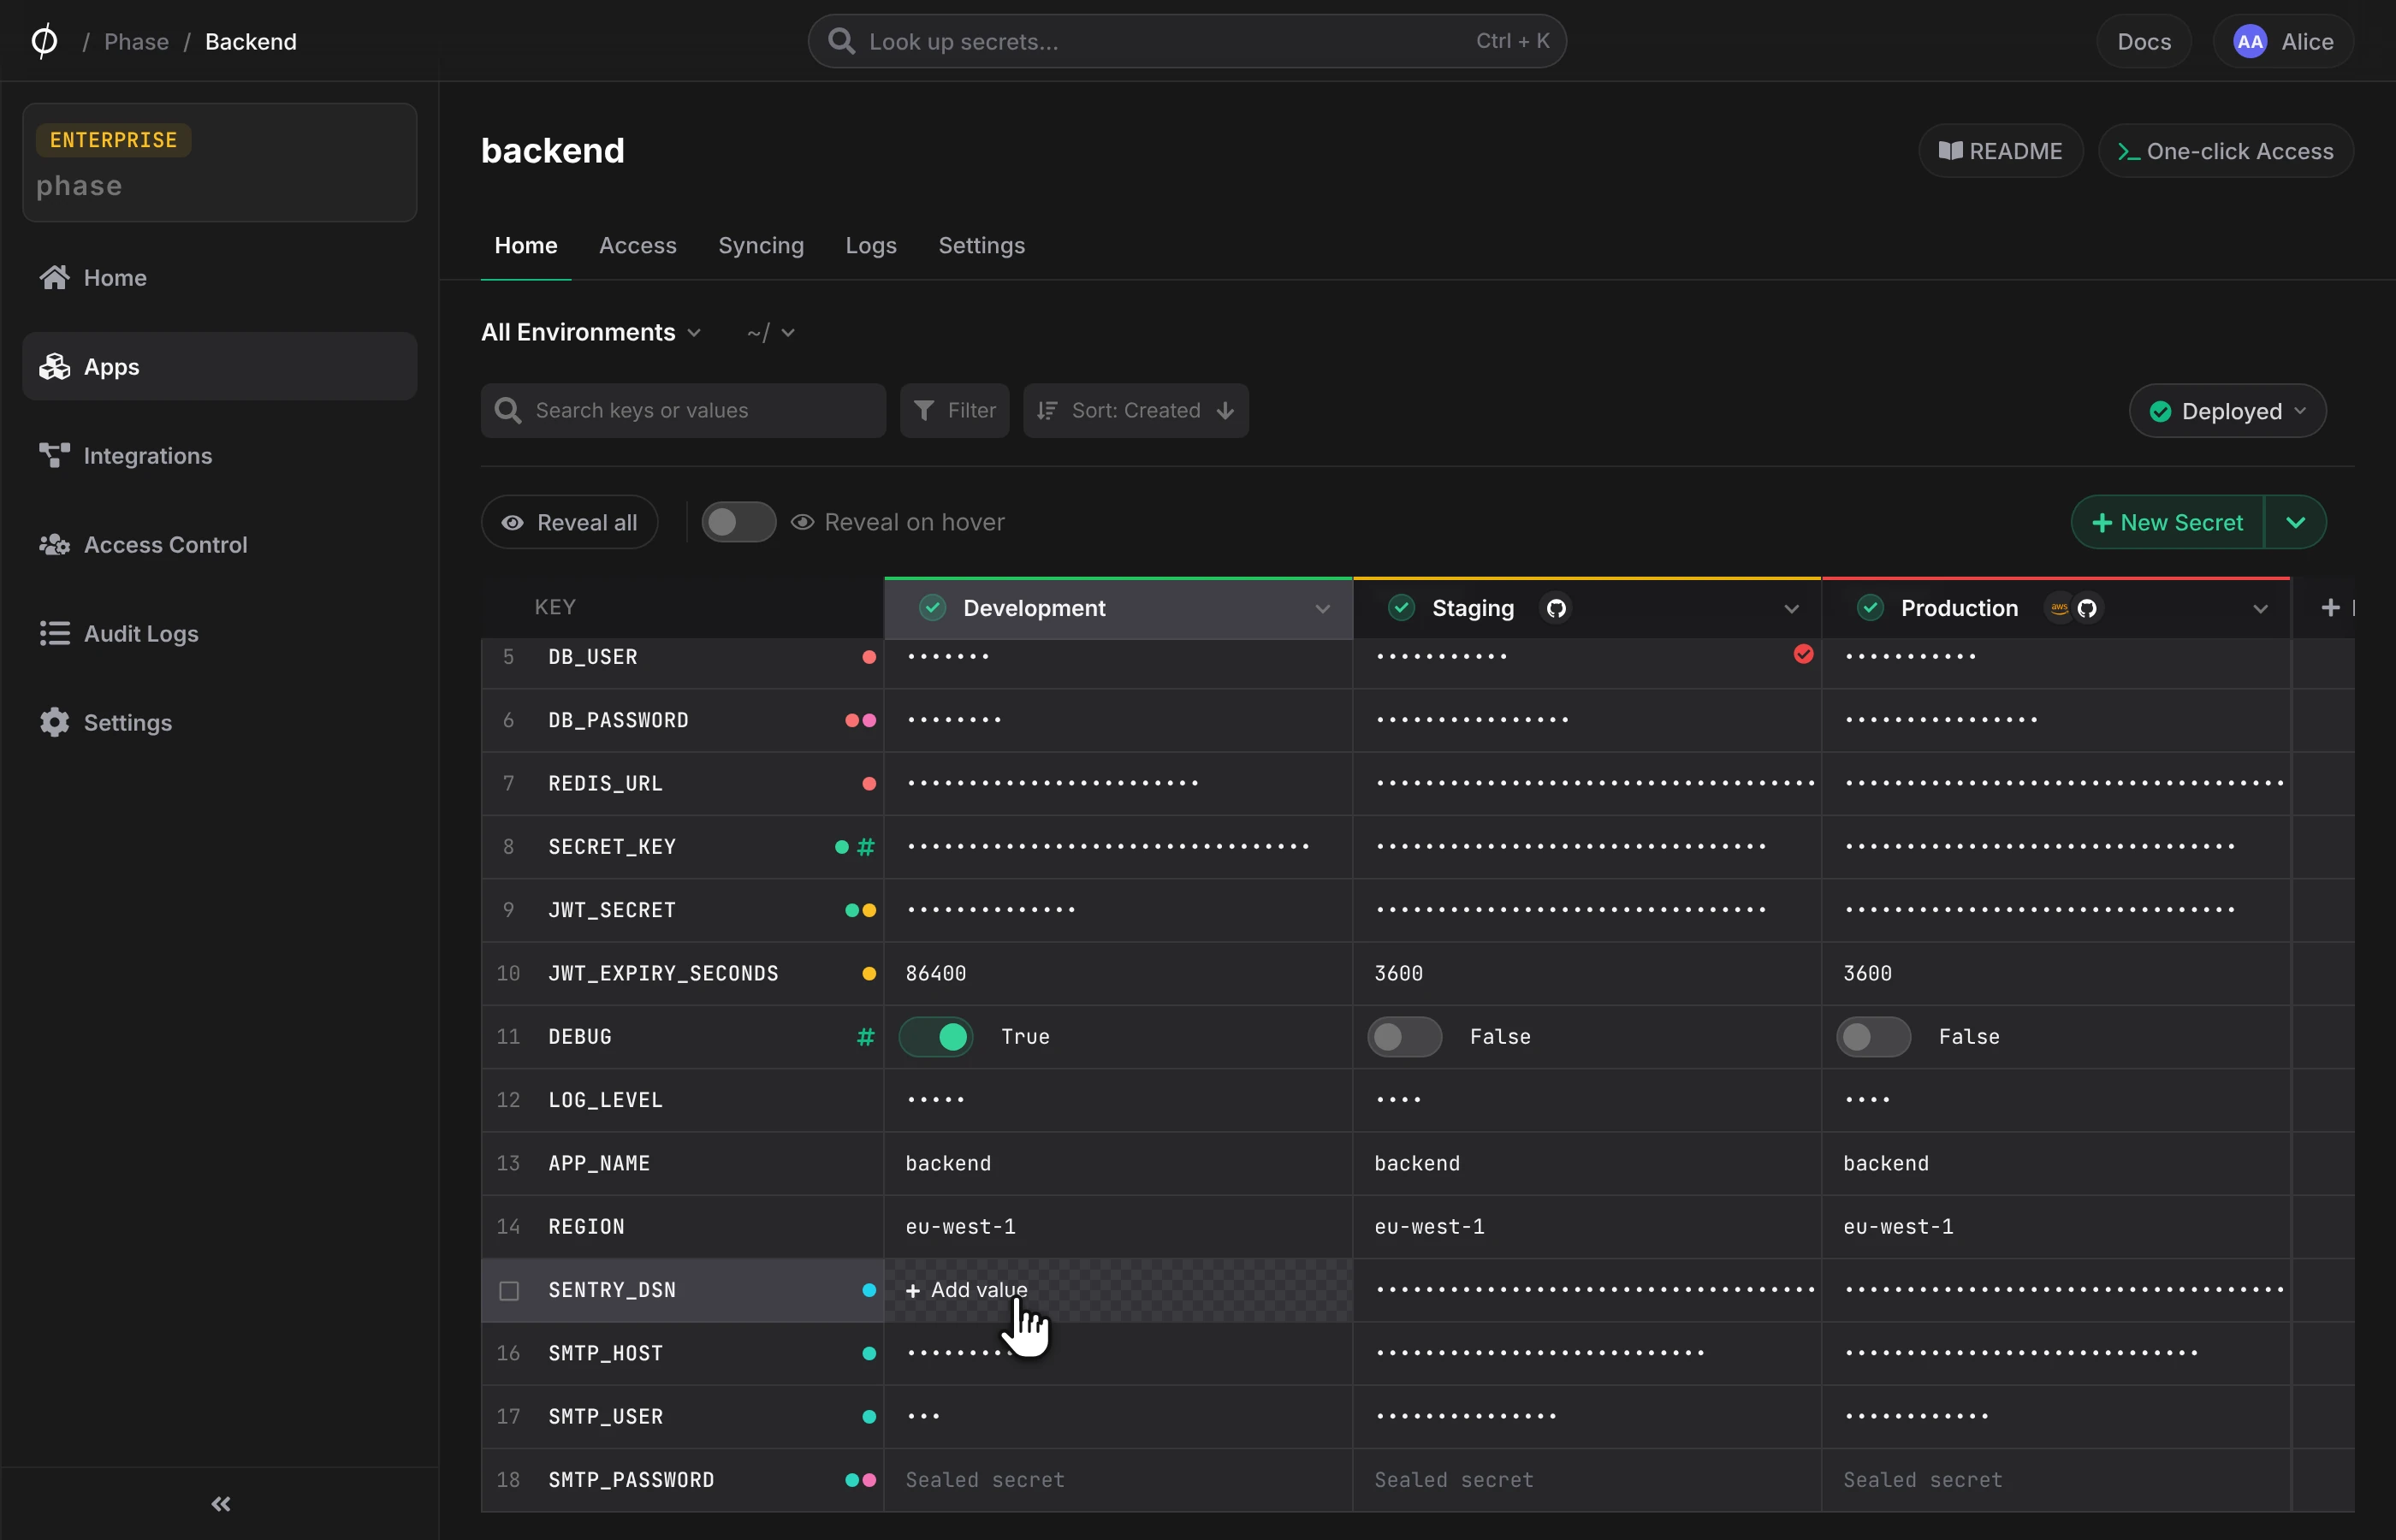 / Phase / Backend
Look up secrets... Ctrl + K
Docs
AA Alice
ENTERPRISE
phase
Home
Apps
Integrations
Access Control
Audit Logs
Settings
backend
README
One-click Access
Home Access Syncing Logs Settings
All Environments ~/
Search keys or values
Filter
Sort: Created
Deployed
Reveal all
Reveal on hover
+ New Secret
KEY Development Staging Production aws +
5 DB_USER ••••••• ••••••••••• •••••••••••
6 DB_PASSWORD •••••••• •••••••••••••••• ••••••••••••••••
7 REDIS_URL
8 SECRET_KEY #
9 JWT_SECRET
10 JWT_EXPIRY_SECONDS 86400 3600 3600
11 DEBUG # True False False
12 LOG_LEVEL ••••• •••• ••••
13 APP_NAME backend backend backend
14 REGION eu-west-1 eu-west-1 eu-west-1
SENTRY_DSN + Add value
16 SMTP_HOST
17 SMTP_USER •••
18 SMTP_PASSWORD Sealed secret Sealed secret Sealed secret